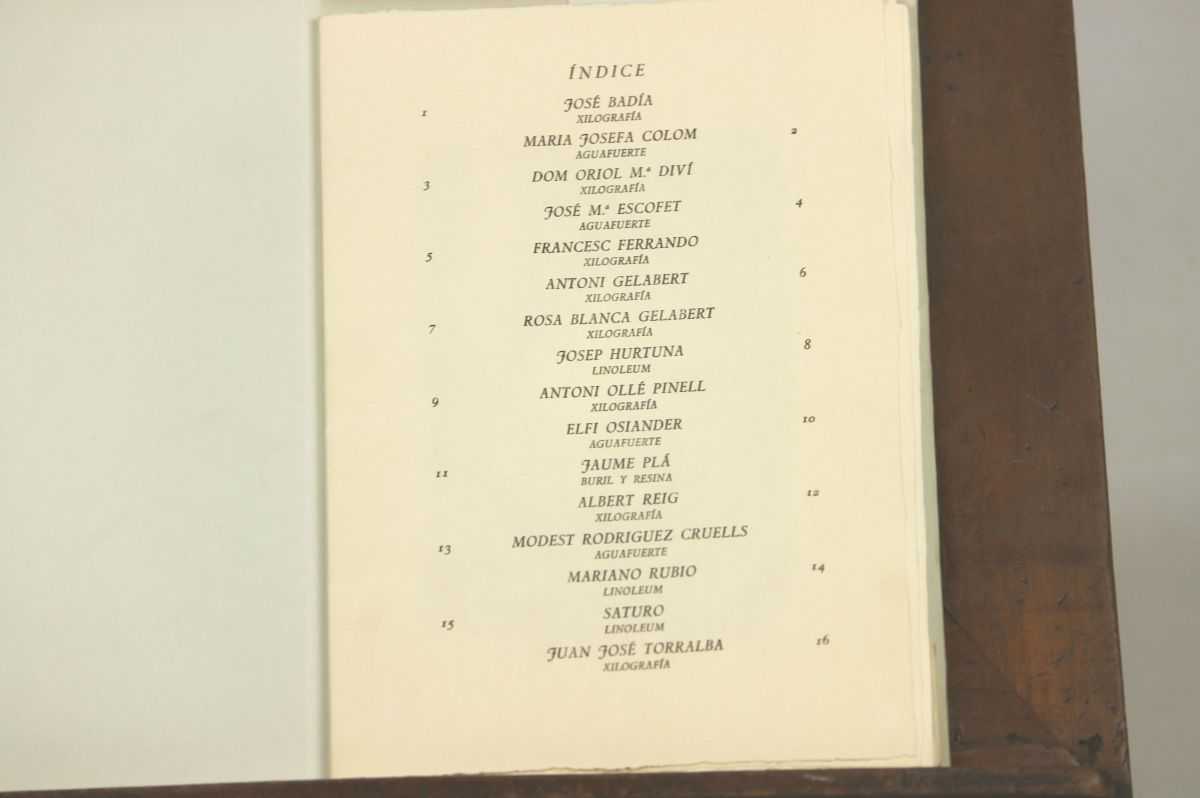 ÍNDICE
1 JOSÉ BADÍA
XILOGRAFÍA
MARIA JOSEFA COLOM 2
AGUAFUERTE
3 DOM ORIOL M.ª DIVÍ
XILOGRAFÍA
JOSÉ M.ª ESCOFET 4
AGUAFUERTE
5 FRANCESC FERRANDO
XILOGRAFÍA
ANTONI GELABERT 6
XILOGRAFÍA
7 ROSA BLANCA GELABERT
XILOGRAFÍA
JOSEP HURTUNA 8
LINOLEUM
9 ANTONI OLLÉ PINELL
XILOGRAFÍA
ELFI OSIANDER 10
AGUAFUERTE
11 JAUME PLÁ
BURIL Y RESINA
ALBERT REIG 12
XILOGRAFÍA
13 MODEST RODRIGUEZ CRUELLS
AGUAFUERTE
MARIANO RUBIO 14
LINOLEUM
15 SATURO
LINOLEUM
JUAN JOSÉ TORRALBA 16
XILOGRAFÍA